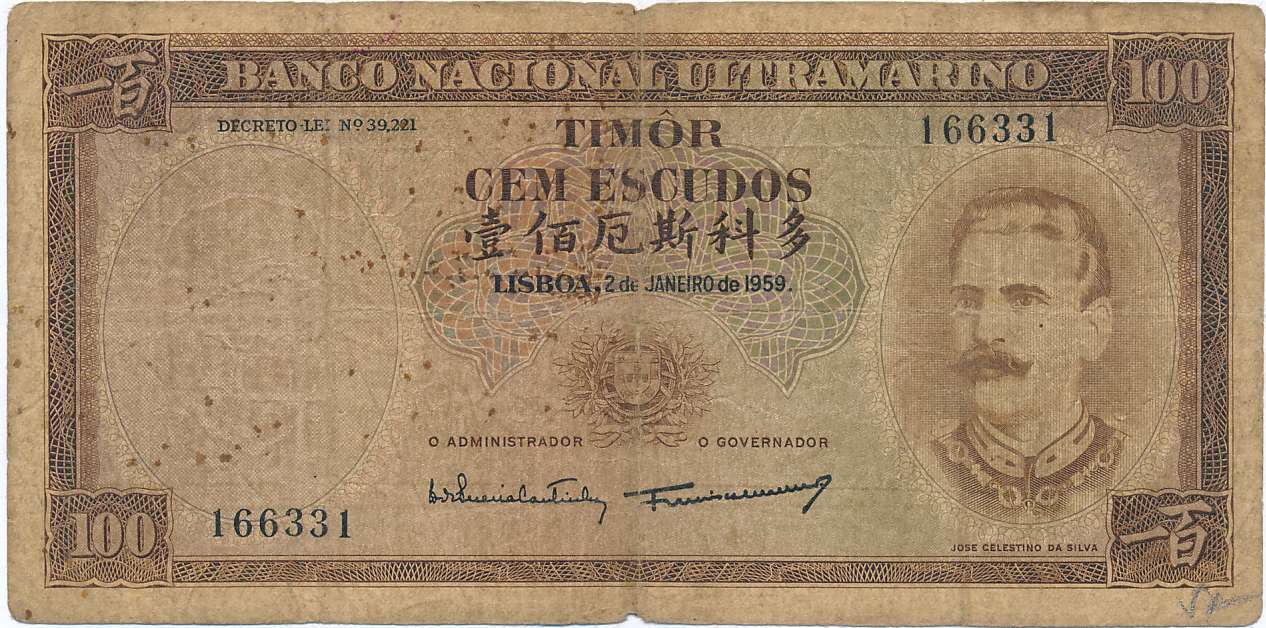 一百
BANCO NACIONAL ULTRAMARINO
100
DECRETO-LEI Nº 39,221
TIMÔR
166331
CEM ESCUDOS
壹佰厄斯科多
LISBOA, 2 de JANEIRO de 1959.
O ADMINISTRADOR
O GOVERNADOR
100
166331
JOSE CELESTINO DA SILVA
一百